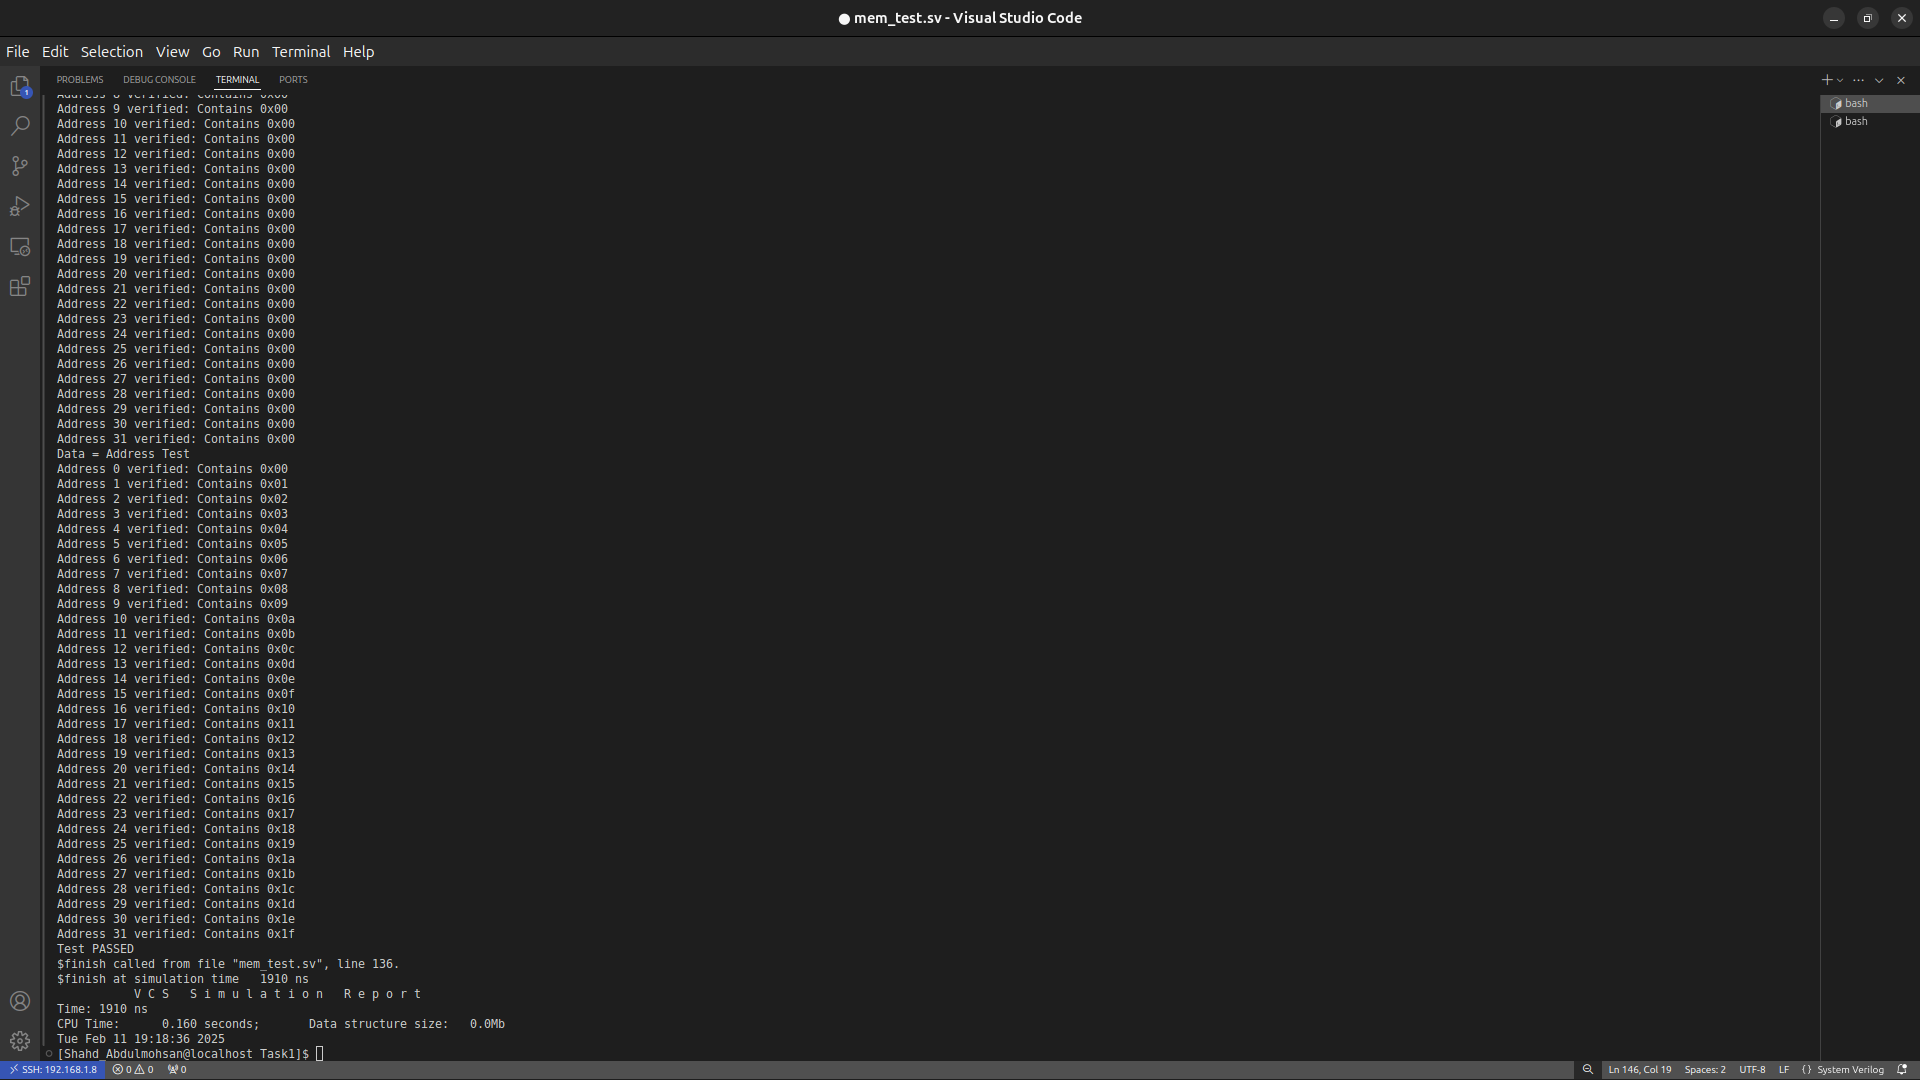 ● mem_test.sv - Visual Studio Code
File Edit Selection View Go Run Terminal Help
PROBLEMS DEBUG CONSOLE TERMINAL PORTS
1
bash
bash
Address 8 verified: Contains 0x00
Address 9 verified: Contains 0x00
Address 10 verified: Contains 0x00
Address 11 verified: Contains 0x00
Address 12 verified: Contains 0x00
Address 13 verified: Contains 0x00
Address 14 verified: Contains 0x00
Address 15 verified: Contains 0x00
Address 16 verified: Contains 0x00
Address 17 verified: Contains 0x00
Address 18 verified: Contains 0x00
Address 19 verified: Contains 0x00
Address 20 verified: Contains 0x00
Address 21 verified: Contains 0x00
Address 22 verified: Contains 0x00
Address 23 verified: Contains 0x00
Address 24 verified: Contains 0x00
Address 25 verified: Contains 0x00
Address 26 verified: Contains 0x00
Address 27 verified: Contains 0x00
Address 28 verified: Contains 0x00
Address 29 verified: Contains 0x00
Address 30 verified: Contains 0x00
Address 31 verified: Contains 0x00
Data = Address Test
Address 0 verified: Contains 0x00
Address 1 verified: Contains 0x01
Address 2 verified: Contains 0x02
Address 3 verified: Contains 0x03
Address 4 verified: Contains 0x04
Address 5 verified: Contains 0x05
Address 6 verified: Contains 0x06
Address 7 verified: Contains 0x07
Address 8 verified: Contains 0x08
Address 9 verified: Contains 0x09
Address 10 verified: Contains 0x0a
Address 11 verified: Contains 0x0b
Address 12 verified: Contains 0x0c
Address 13 verified: Contains 0x0d
Address 14 verified: Contains 0x0e
Address 15 verified: Contains 0x0f
Address 16 verified: Contains 0x10
Address 17 verified: Contains 0x11
Address 18 verified: Contains 0x12
Address 19 verified: Contains 0x13
Address 20 verified: Contains 0x14
Address 21 verified: Contains 0x15
Address 22 verified: Contains 0x16
Address 23 verified: Contains 0x17
Address 24 verified: Contains 0x18
Address 25 verified: Contains 0x19
Address 26 verified: Contains 0x1a
Address 27 verified: Contains 0x1b
Address 28 verified: Contains 0x1c
Address 29 verified: Contains 0x1d
Address 30 verified: Contains 0x1e
Address 31 verified: Contains 0x1f
Test PASSED
$finish called from file "mem_test.sv", line 136.
$finish at simulation time 1910 ns
V C S S i m u l a t i o n R e p o r t
Time: 1910 ns
CPU Time: 0.160 seconds; Data structure size: 0.0Mb
Tue Feb 11 19:18:36 2025
[Shahd_Abdulmohsan@localhost Task1]$
SSH: 192.168.1.8 0 0 0 Ln 146, Col 19 Spaces: 2 UTF-8 LF {} System Verilog